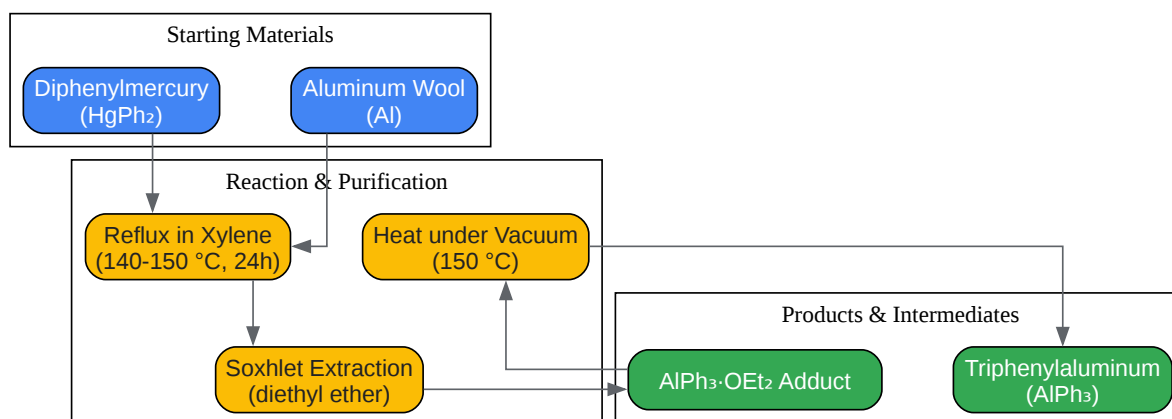 Starting Materials
Diphenylmercury
(HgPh₂)
Aluminum Wool
(Al)
Reaction & Purification
Reflux in Xylene
(140-150 °C, 24h)
Heat under Vacuum
(150 °C)
Products & Intermediates
Soxhlet Extraction
(diethyl ether)
AlPh₃·OEt₂ Adduct
Triphenylaluminum
(AlPh₃)